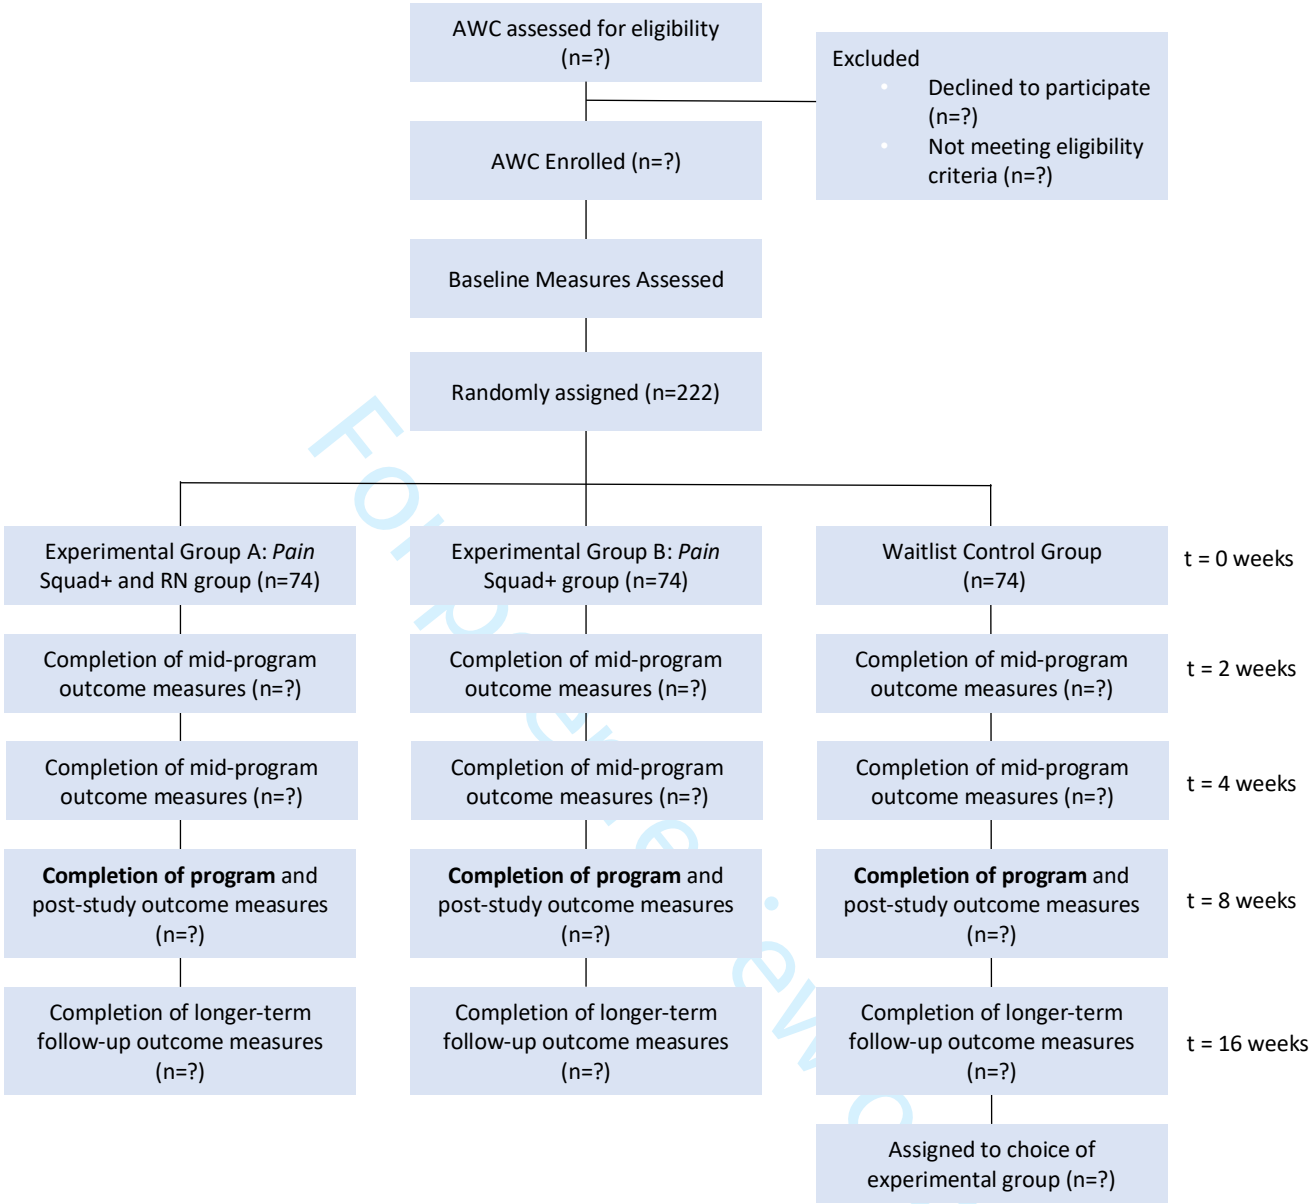 AWC assessed for eligibility
(n=?)
Excluded
• Declined to participate
(n=?)
• Not meeting eligibility
criteria (n=?)
AWC Enrolled (n=?)
Baseline Measures Assessed
Randomly assigned (n=222)
Experimental Group A: Pain
Squad+ and RN group (n=74)
Experimental Group B: Pain
Squad+ group (n=74)
Waitlist Control Group
(n=74)
t = 0 weeks
Completion of mid-program
outcome measures (n=?)
Completion of mid-program
outcome measures (n=?)
Completion of mid-program
outcome measures (n=?)
t = 2 weeks
Completion of mid-program
outcome measures (n=?)
Completion of mid-program
outcome measures (n=?)
Completion of mid-program
outcome measures (n=?)
t = 4 weeks
Completion of program and
post-study outcome measures
(n=?)
Completion of program and
post-study outcome measures
(n=?)
Completion of program and
post-study outcome measures
(n=?)
t = 8 weeks
Completion of longer-term
follow-up outcome measures
(n=?)
Completion of longer-term
follow-up outcome measures
(n=?)
Completion of longer-term
follow-up outcome measures
(n=?)
t = 16 weeks
Assigned to choice of
experimental group (n=?)